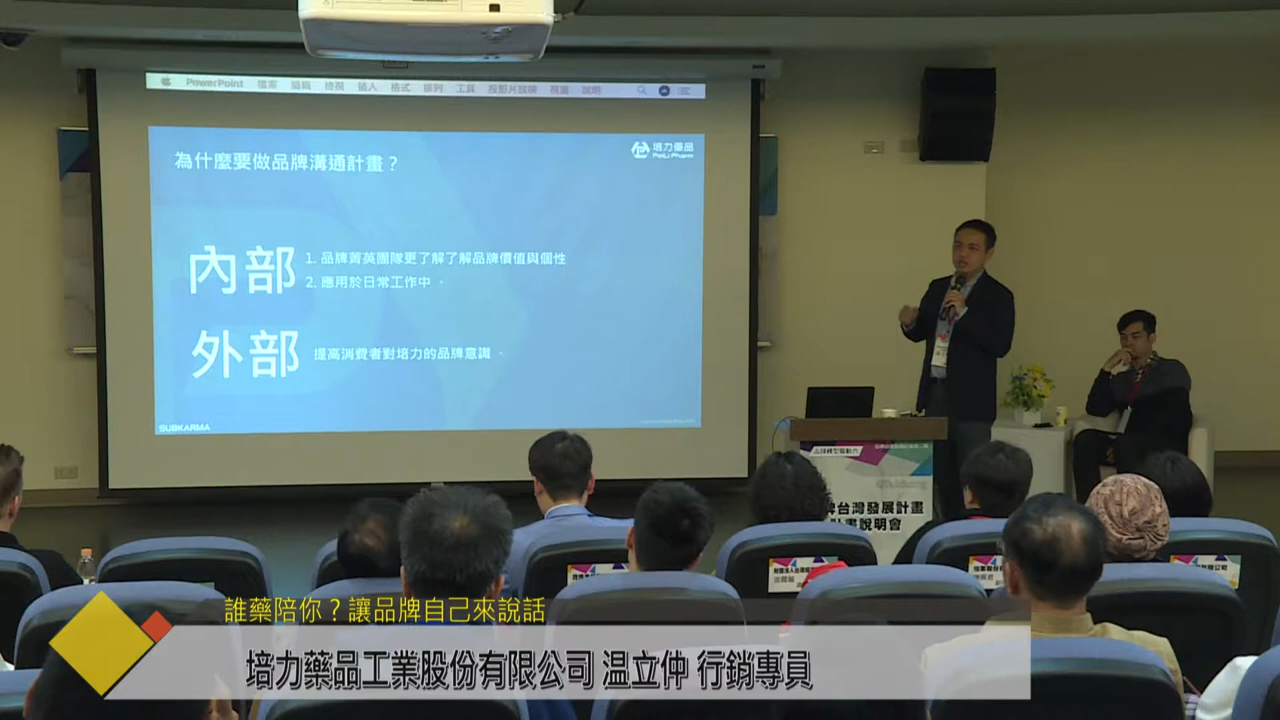 PowerPoint 檔案 編輯 檢視 插入 格式 排列 工具 投影片放映 視窗 說明
為什麼要做品牌溝通計畫？
培力藥品
PeiLi Pharm
內部
1. 品牌菁英團隊更了解了解品牌價值與個性
2. 應用於日常工作中。
外部
提高消費者對培力的品牌意識。
SUBKARMA
牌台灣發展計畫
計畫說明會
誰藥陪你？讓品牌自己來說話
培力藥品工業股份有限公司 温立仲 行銷專員